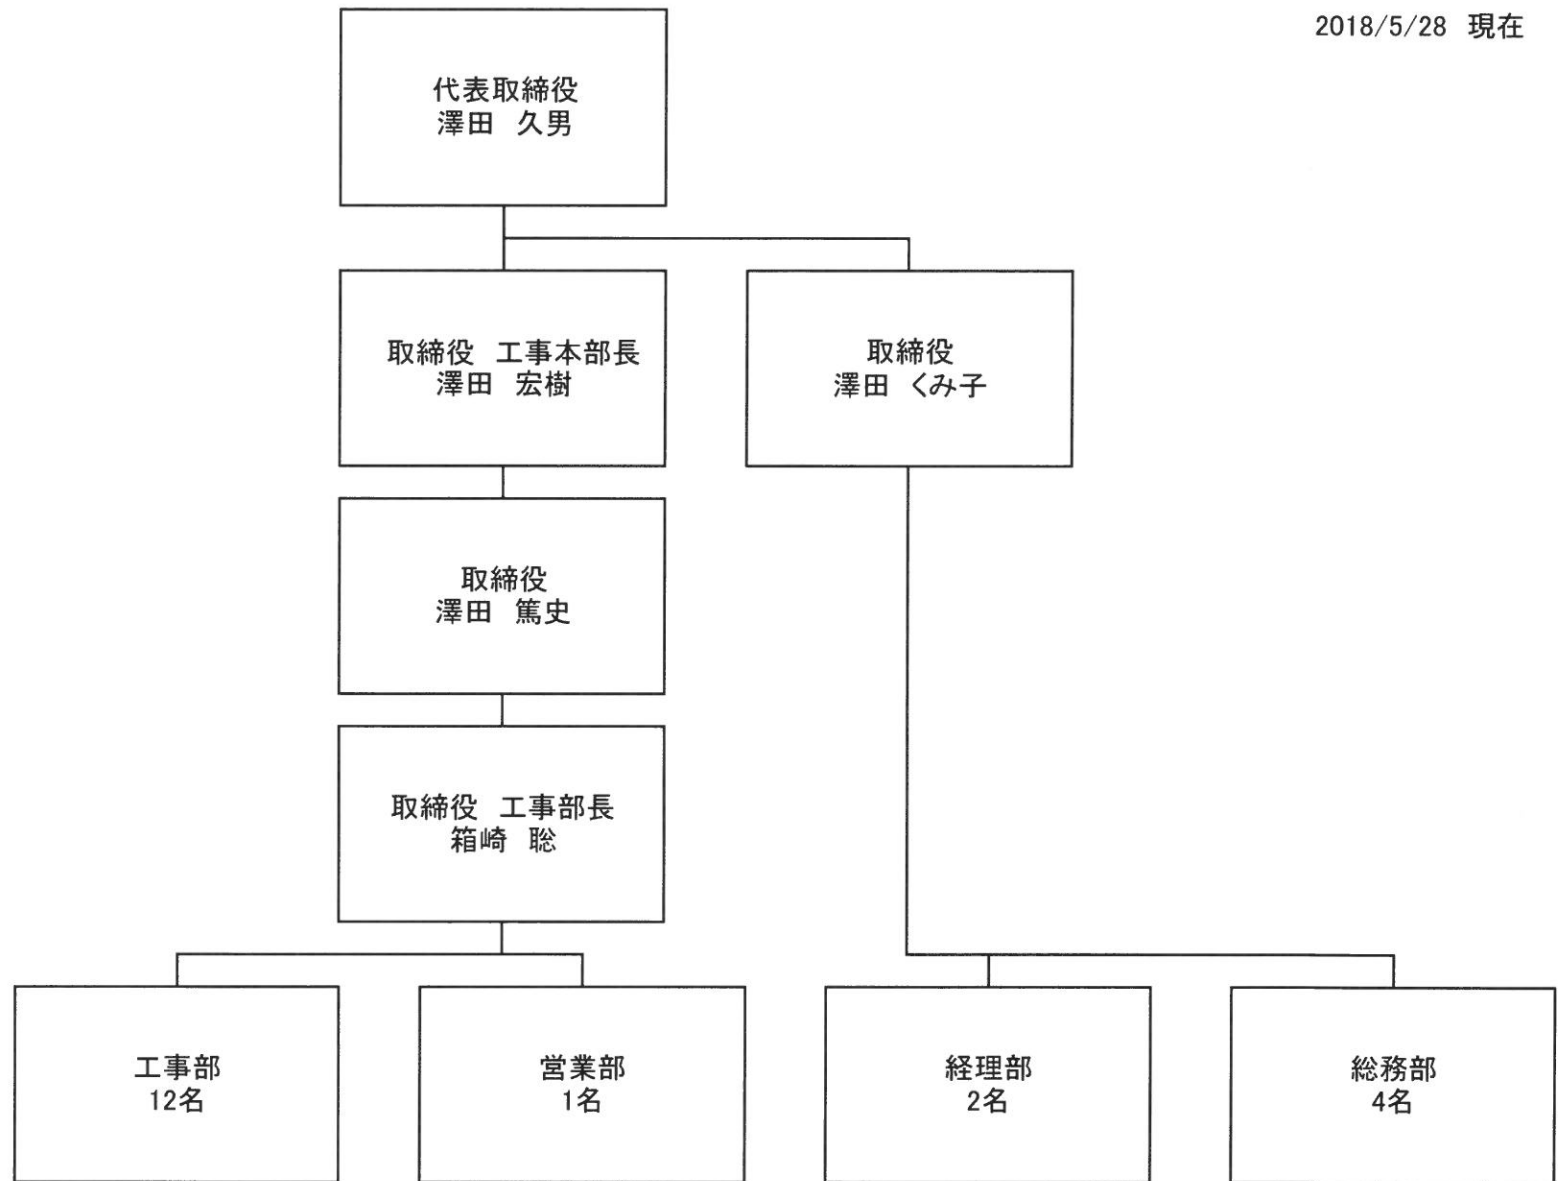 2018/5/28 現在
代表取締役
澤田 久男
取締役 工事本部長
澤田 宏樹
取締役
澤田 くみ子
取締役
澤田 篤史
取締役 工事部長
箱崎 聡
工事部
12名
営業部
1名
経理部
2名
総務部
4名